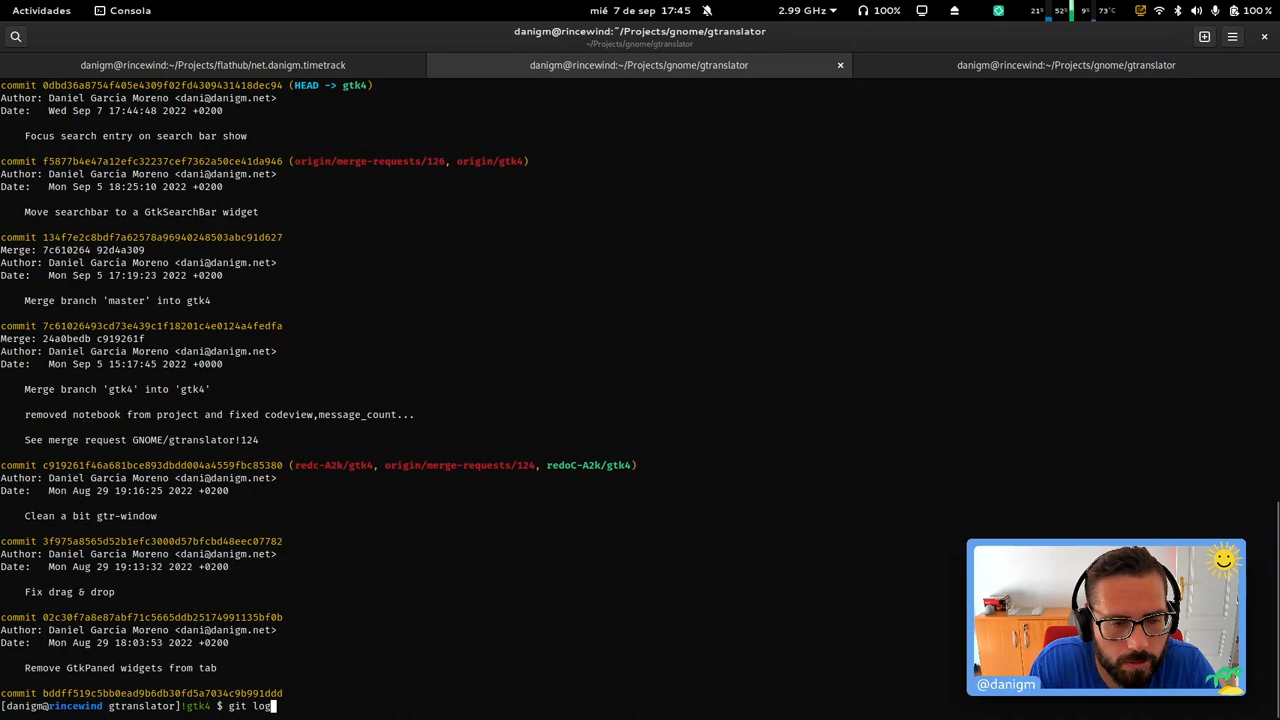 Actividades
Consola
mié 7 de sep 17:45
2.99 GHz
100%
21%
52%
9%
73°C
100 %
danigm@rincewind:~/Projects/gnome/gtranslator
~/Projects/gnome/gtranslator
danigm@rincewind:~/Projects/flathub/net.danigm.timetrack
danigm@rincewind:~/Projects/gnome/gtranslator
danigm@rincewind:~/Projects/gnome/gtranslator
commit 0dbd36a8754f405e4309f02fd4309431418dec94 (HEAD -> gtk4)
Author: Daniel García Moreno <dani@danigm.net>
Date:   Wed Sep 7 17:44:48 2022 +0200
Focus search entry on search bar show
commit f5877b4e47a12efc32237cef7362a50ce41da946 (origin/merge-requests/126, origin/gtk4)
Author: Daniel García Moreno <dani@danigm.net>
Date:   Mon Sep 5 18:25:10 2022 +0200
Move searchbar to a GtkSearchBar widget
commit 134f7e2c8bdf7a62578a96940248503abc91d627
Merge: 7c610264 92d4a309
Author: Daniel García Moreno <dani@danigm.net>
Date:   Mon Sep 5 17:19:23 2022 +0200
Merge branch 'master' into gtk4
commit 7c61026493cd73e439c1f18201c4e0124a4fedfa
Merge: 24a0bedb c919261f
Author: Daniel Garcia Moreno <dani@danigm.net>
Date:   Mon Sep 5 15:17:45 2022 +0000
Merge branch 'gtk4' into 'gtk4'
removed notebook from project and fixed codeview,message_count...
See merge request GNOME/gtranslator!124
commit c919261f46a681bce893dbdd004a4559fbc85380 (redc-A2k/gtk4, origin/merge-requests/124, redoC-A2k/gtk4)
Author: Daniel García Moreno <dani@danigm.net>
Date:   Mon Aug 29 19:16:25 2022 +0200
Clean a bit gtr-window
commit 3f975a8565d52b1efc3000d57bfcbd48eec07782
Author: Daniel García Moreno <dani@danigm.net>
Date:   Mon Aug 29 19:13:32 2022 +0200
Fix drag & drop
commit 02c30f7a8e87abf71c5665ddb25174991135bf0b
Author: Daniel García Moreno <dani@danigm.net>
Date:   Mon Aug 29 18:03:53 2022 +0200
Remove GtkPaned widgets from tab
commit bddff519c5bb0ead9b6db30fd5a7034c9b991ddd
[danigm@rincewind gtranslator]!gtk4 $ git log
@danigm